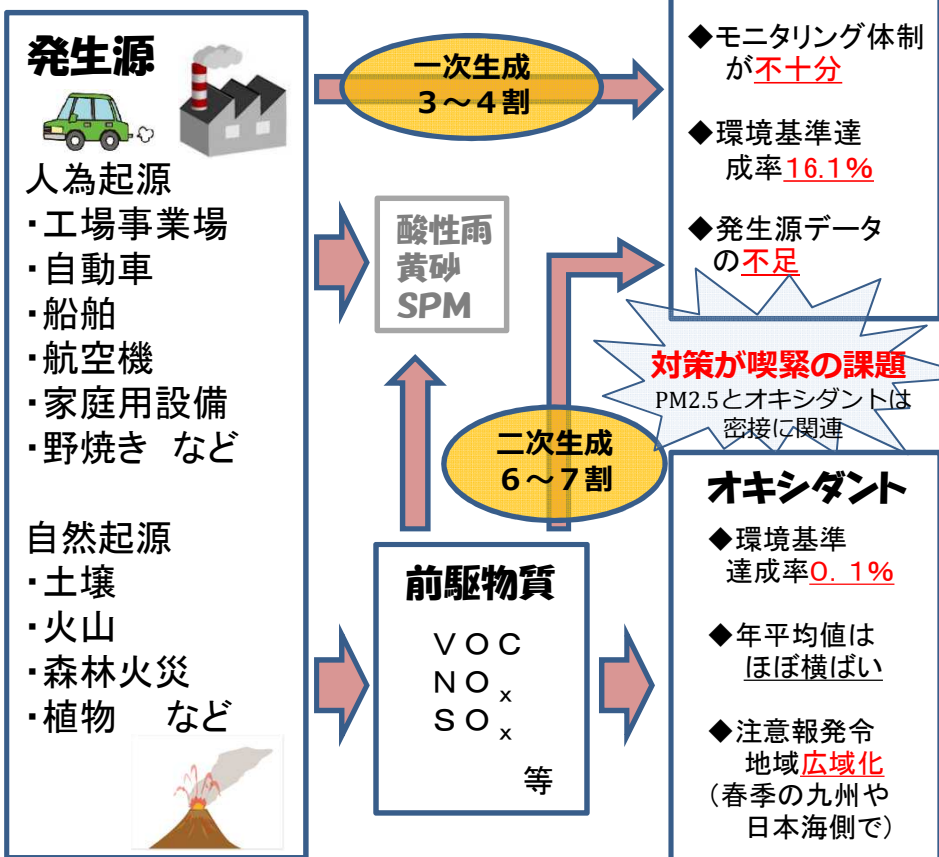 発生源
人為起源
・工場事業場
・自動車
・船舶
・航空機
・家庭用設備
・野焼き など
自然起源
・土壌
・火山
・森林火災
・植物 など
一次生成
３～４割
酸性雨
黄砂
SPM
二次生成
６～７割
前駆物質
ＶＯＣ
ＮＯx
ＳＯx
等
◆モニタリング体制
が不十分
◆環境基準達
成率16.1%
◆発生源データ
の不足
対策が喫緊の課題
PM2.5とオキシダントは
密接に関連
オキシダント
◆環境基準
達成率０．１%
◆年平均値は
ほぼ横ばい
◆注意報発令
地域広域化
（春季の九州や
日本海側で）